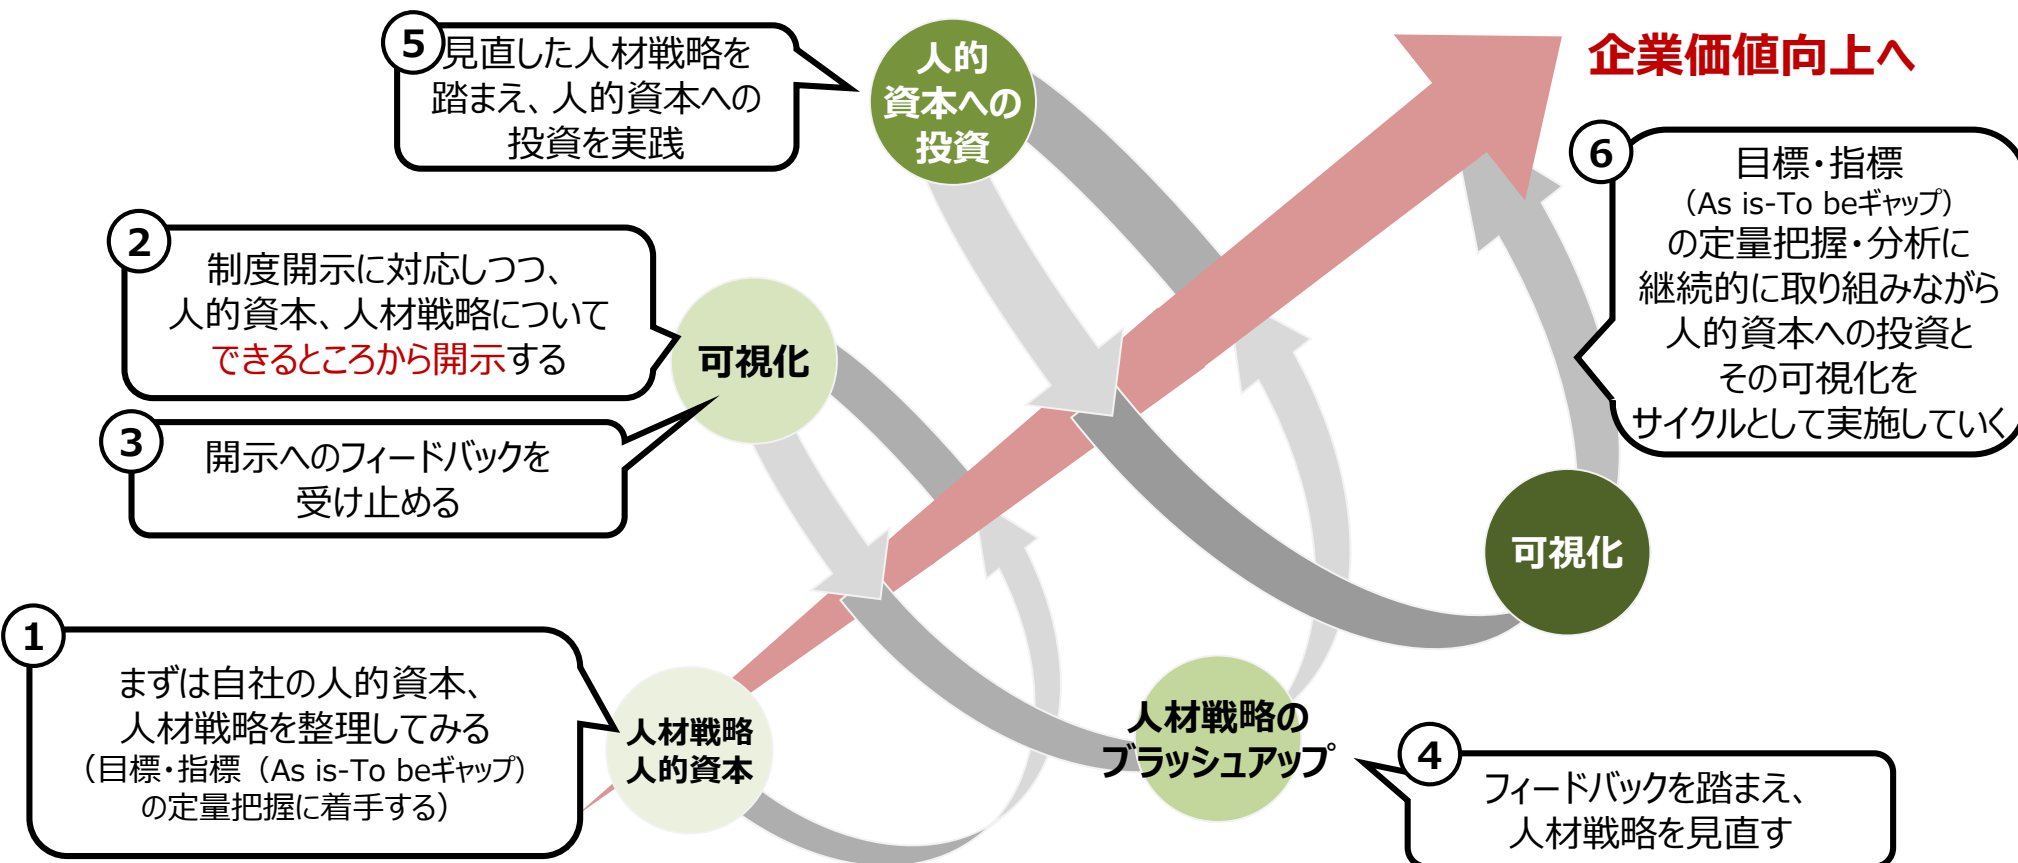 企業価値向上へ
5
見直した人材戦略を
踏まえ、人的資本への
投資を実践
人的
資本への
投資
6
目標・指標
（As is-To beギャップ）
の定量把握・分析に
継続的に取り組みながら
人的資本への投資と
その可視化を
サイクルとして実施していく
2
制度開示に対応しつつ、
人的資本、人材戦略について
できるところから開示する
可視化
3
開示へのフィードバックを
受け止める
可視化
1
まずは自社の人的資本、
人材戦略を整理してみる
（目標・指標（As is-To beギャップ）
の定量把握に着手する）
人材戦略
人的資本
人材戦略の
ブラッシュアップ
4
フィードバックを踏まえ、
人材戦略を見直す